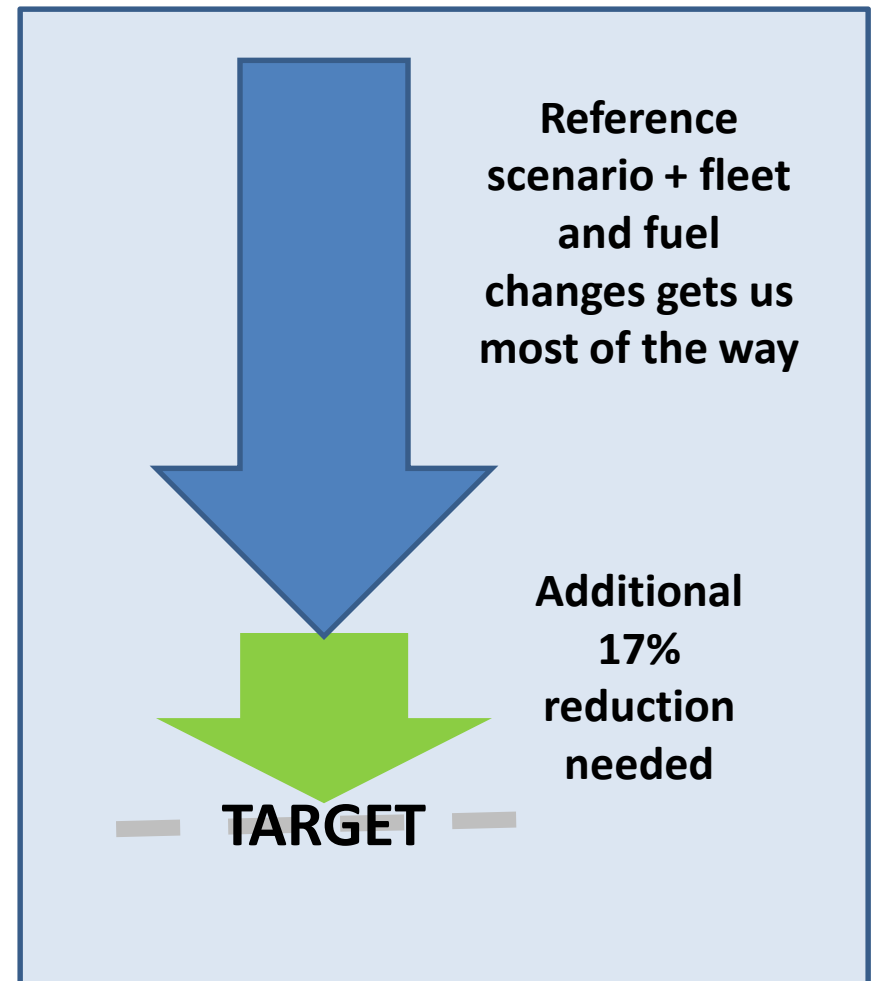 Reference
scenario + fleet
and fuel
changes gets us
most of the way
Additional
17%
reduction
needed
TARGET